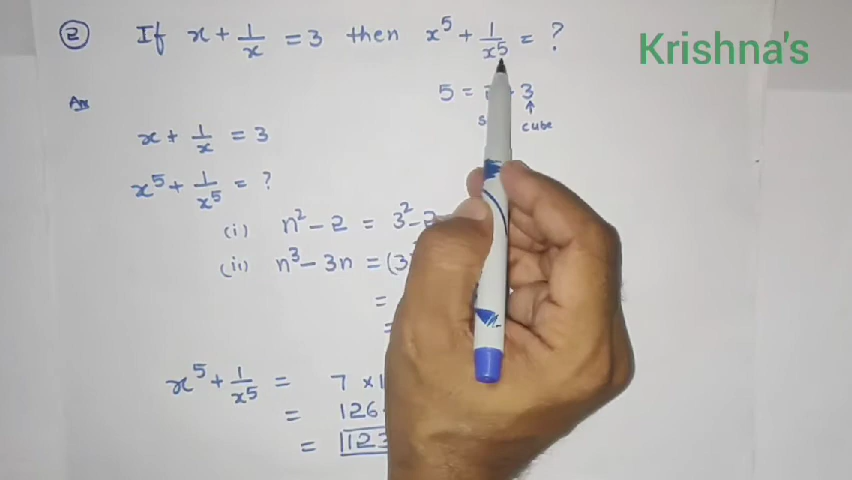 ② If x + 1/x = 3 then x⁵ + 1/x⁵ = ?
Krishna's
Ans
5 = 3
cube
x + 1/x = 3
x⁵ + 1/x⁵ = ?
(i) n² - 2 = 3² - 2
(ii) n³ - 3n = (3
=
=
x⁵ + 1/x⁵ = 7 × 1
= 126
= 123